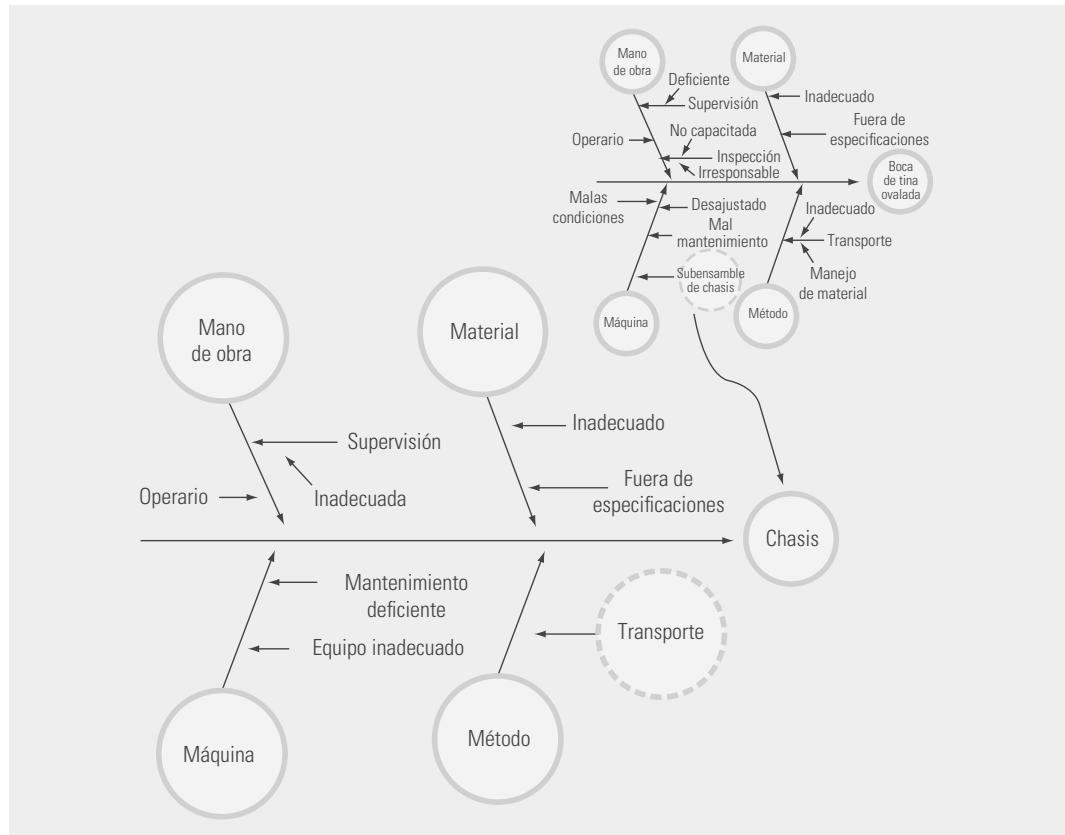 Mano
de obra
Material
Deficiente
Supervisión
Inadecuado
Operario
No capacitada
Fuera de
especificaciones
Inspección
Irresponsable
Boca
de tina
ovalada
Malas
condiciones
Desajustado
Mal
mantenimiento
Inadecuado
Transporte
Manejo
de material
Subensamble
de chasis
Máquina
Método
Mano
de obra
Material
Supervisión
Inadecuado
Operario
Inadecuada
Fuera de
especificaciones
Chasis
Mantenimiento
deficiente
Equipo inadecuado
Transporte
Máquina
Método